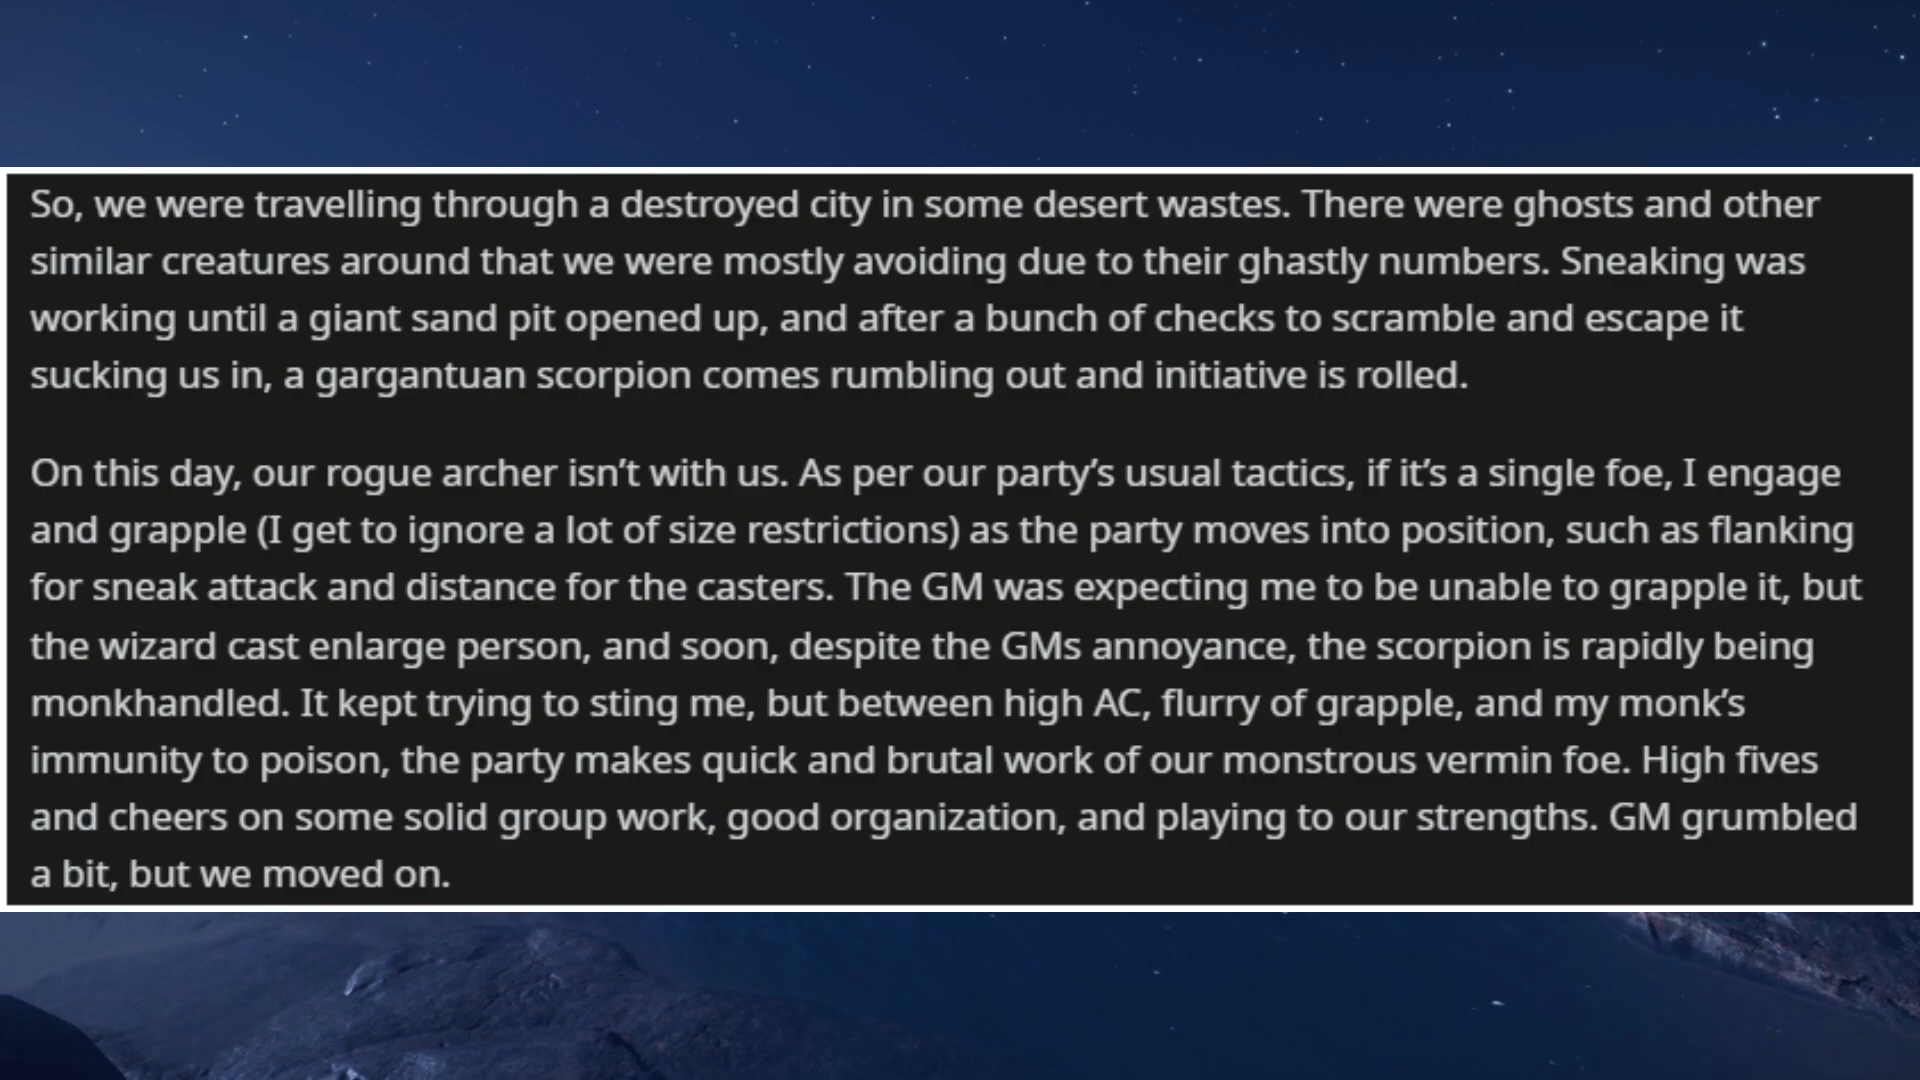 So, we were travelling through a destroyed city in some desert wastes. There were ghosts and other
similar creatures around that we were mostly avoiding due to their ghastly numbers. Sneaking was
working until a giant sand pit opened up, and after a bunch of checks to scramble and escape it
sucking us in, a gargantuan scorpion comes rumbling out and initiative is rolled.
On this day, our rogue archer isn’t with us. As per our party’s usual tactics, if it’s a single foe, I engage
and grapple (I get to ignore a lot of size restrictions) as the party moves into position, such as flanking
for sneak attack and distance for the casters. The GM was expecting me to be unable to grapple it, but
the wizard cast enlarge person, and soon, despite the GMs annoyance, the scorpion is rapidly being
monkhandled. It kept trying to sting me, but between high AC, flurry of grapple, and my monk’s
immunity to poison, the party makes quick and brutal work of our monstrous vermin foe. High fives
and cheers on some solid group work, good organization, and playing to our strengths. GM grumbled
a bit, but we moved on.